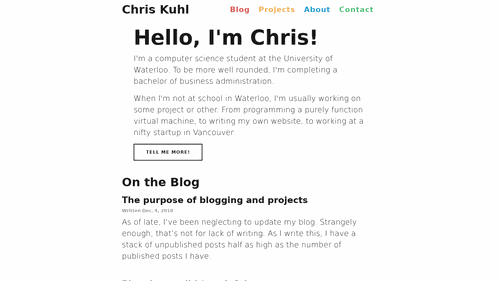 Chris Kuhl
Blog Projects About Contact
Hello, I'm Chris!
I'm a computer science student at the University of
Waterloo. To be more well rounded, I'm completing a
bachelor of business administration.
When I'm not at school in Waterloo, I'm usually working on
some project or other. From programming a purely function
virtual machine, to writing my own website, to working at a
nifty startup in Vancouver.
TELL ME MORE!
On the Blog
The purpose of blogging and projects
Written Dec, 4, 2018
As of late, I've been neglecting to update my blog. Strangely
enough, that's not for lack of writing. As I write this, I have a
stack of unpublished posts half as high as the number of
published posts I have.